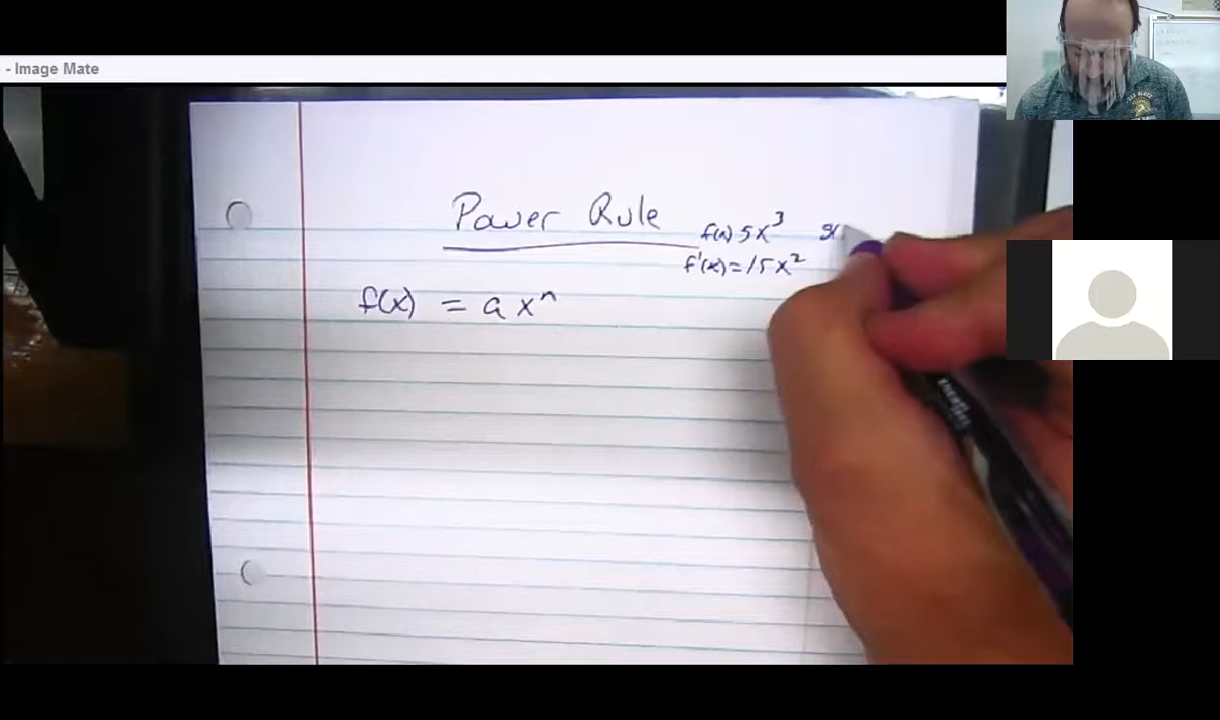 - Image Mate
Power Rule
f(x) 5x³ g(
f'(x)=15x²
f(x) = a xⁿ